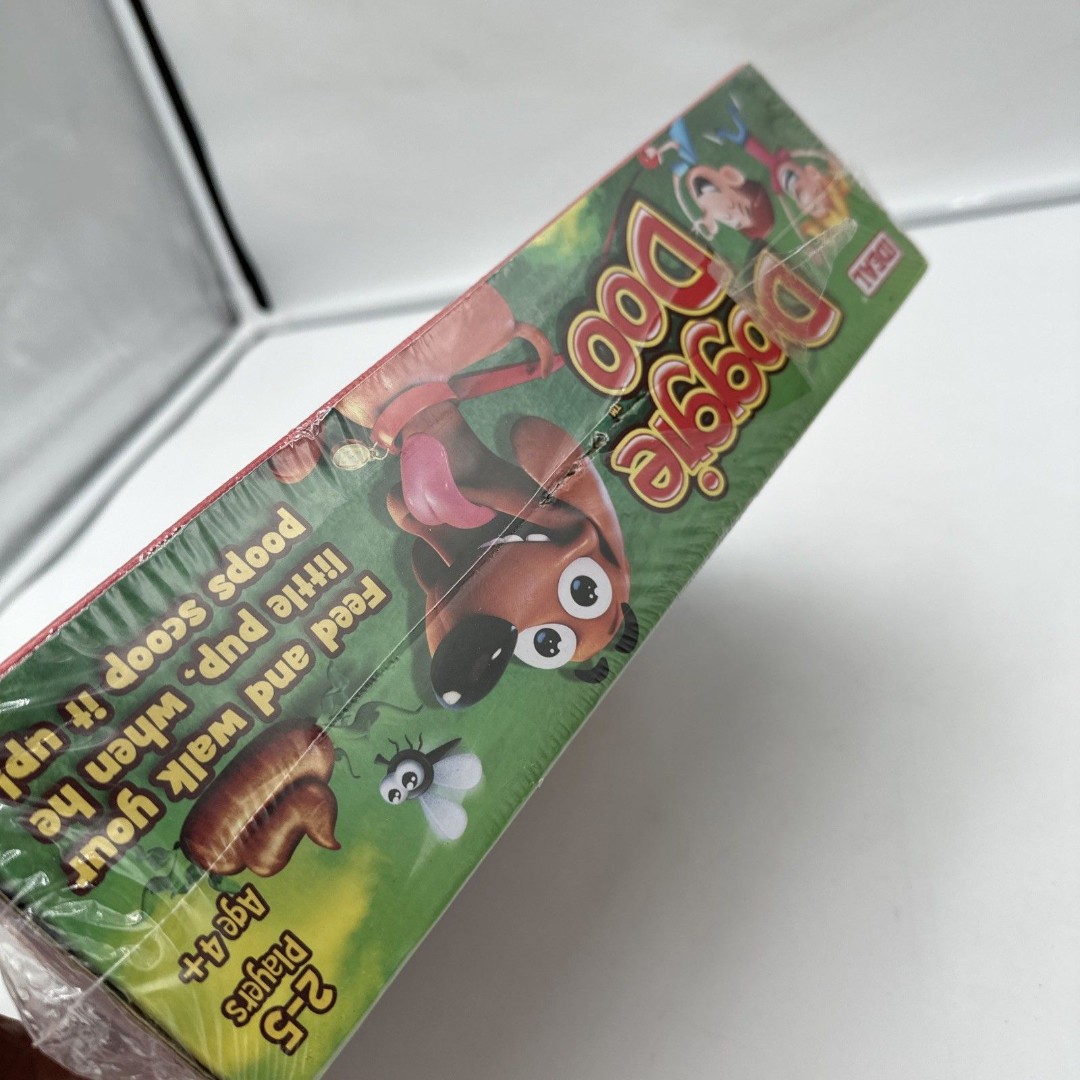 IDEAL
Doggie
Doo™
Feed and walk your
little pup, when he
poops scoop it up!
2-5
Players
Age 4+